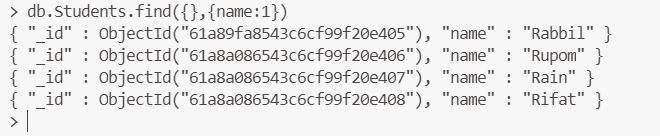 > db.Students.find({},{name:1})
{ "_id" : ObjectId("61a89fa8543c6cf99f20e405"), "name" : "Rabbil" }
{ "_id" : ObjectId("61a8a086543c6cf99f20e406"), "name" : "Rupom" }
{ "_id" : ObjectId("61a8a086543c6cf99f20e407"), "name" : "Rain" }
{ "_id" : ObjectId("61a8a086543c6cf99f20e408"), "name" : "Rifat" }
>